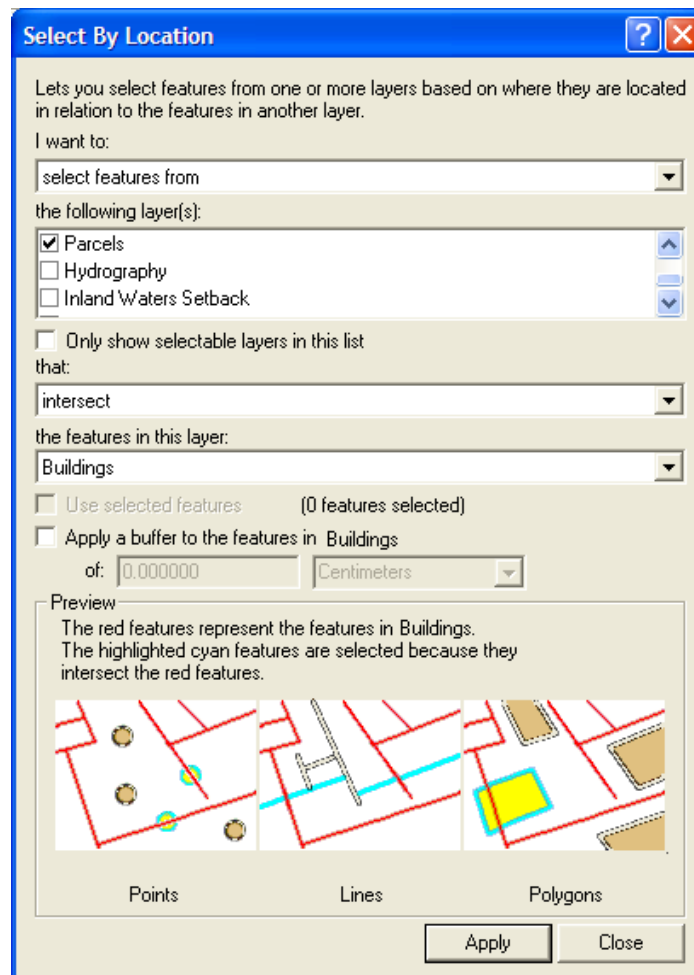 Select By Location
Lets you select features from one or more layers based on where they are located
in relation to the features in another layer.
I want to:
select features from
the following layer(s):
Parcels
Hydrography
Inland Waters Setback
Only show selectable layers in this list
that:
intersect
the features in this layer:
Buildings
Use selected features (0 features selected)
Apply a buffer to the features in Buildings
of: 0.000000 Centimeters
Preview
The red features represent the features in Buildings.
The highlighted cyan features are selected because they
intersect the red features.
Points Lines Polygons
Apply Close